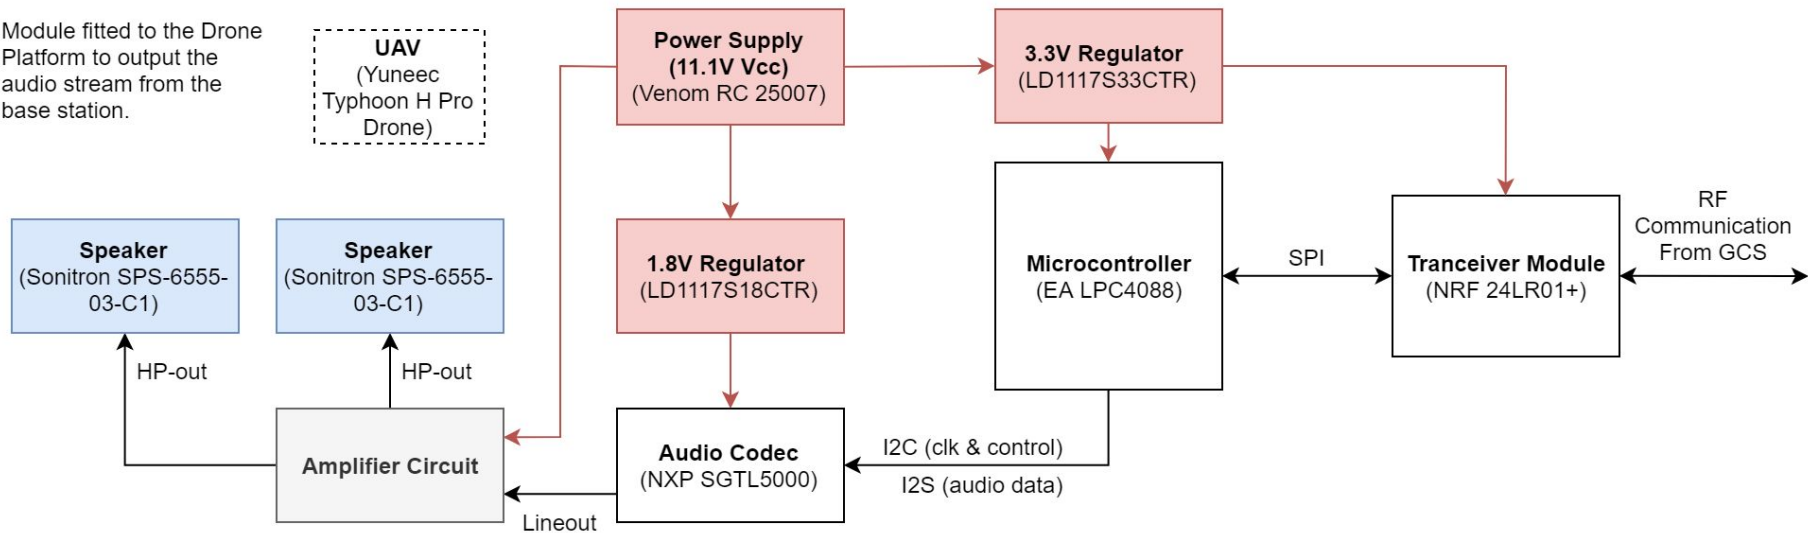 Module fitted to the Drone
Platform to output the
audio stream from the
base station.
UAV
(Yuneec
Typhoon H Pro
Drone)
Power Supply
(11.1V Vcc)
(Venom RC 25007)
3.3V Regulator
(LD1117S33CTR)
Speaker
(Sonitron SPS-6555-
03-C1)
Speaker
(Sonitron SPS-6555-
03-C1)
1.8V Regulator
(LD1117S18CTR)
Microcontroller
(EA LPC4088)
SPI
Tranceiver Module
(NRF 24LR01+)
RF
Communication
From GCS
HP-out
HP-out
Amplifier Circuit
Lineout
Audio Codec
(NXP SGTL5000)
I2C (clk & control)
I2S (audio data)